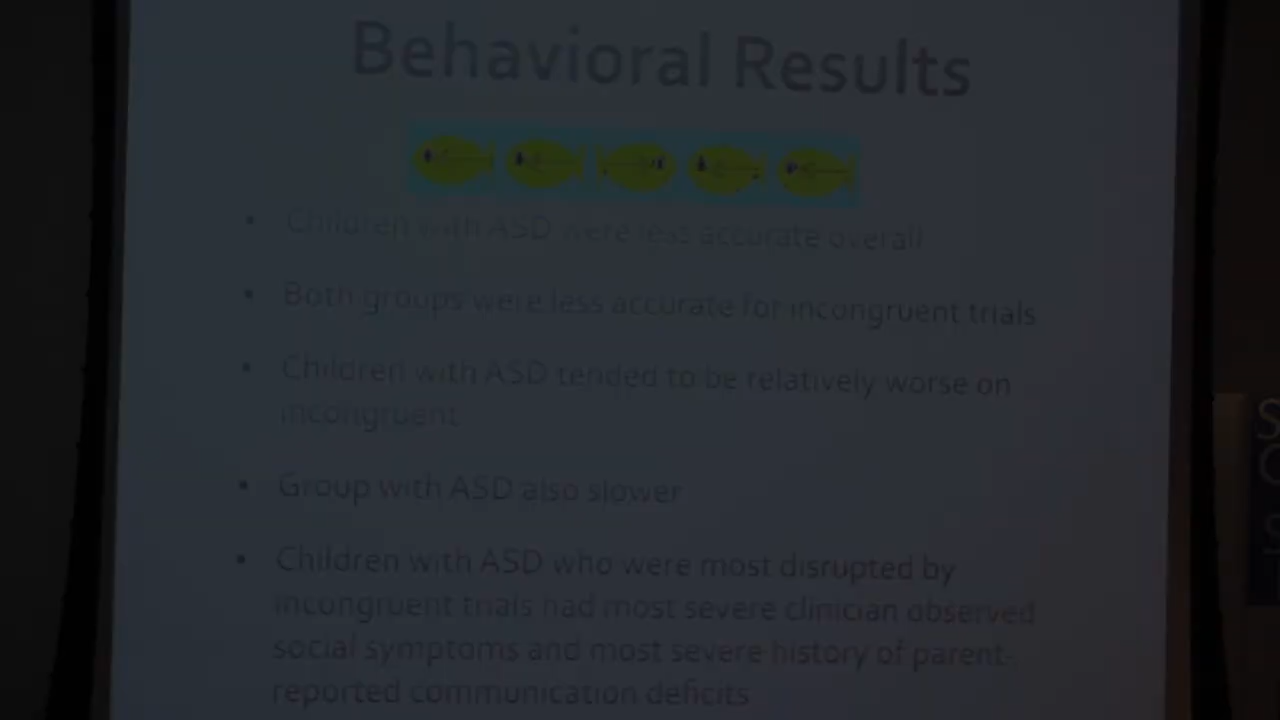 Behavioral Results
• Children with ASD were less accurate overall
• Both groups were less accurate for incongruent trials
• Children with ASD tended to be relatively worse on
incongruent
• Group with ASD also slower
• Children with ASD who were most disrupted by
incongruent trials had most severe clinician observed
social symptoms and most severe history of parent-
reported communication deficits
S